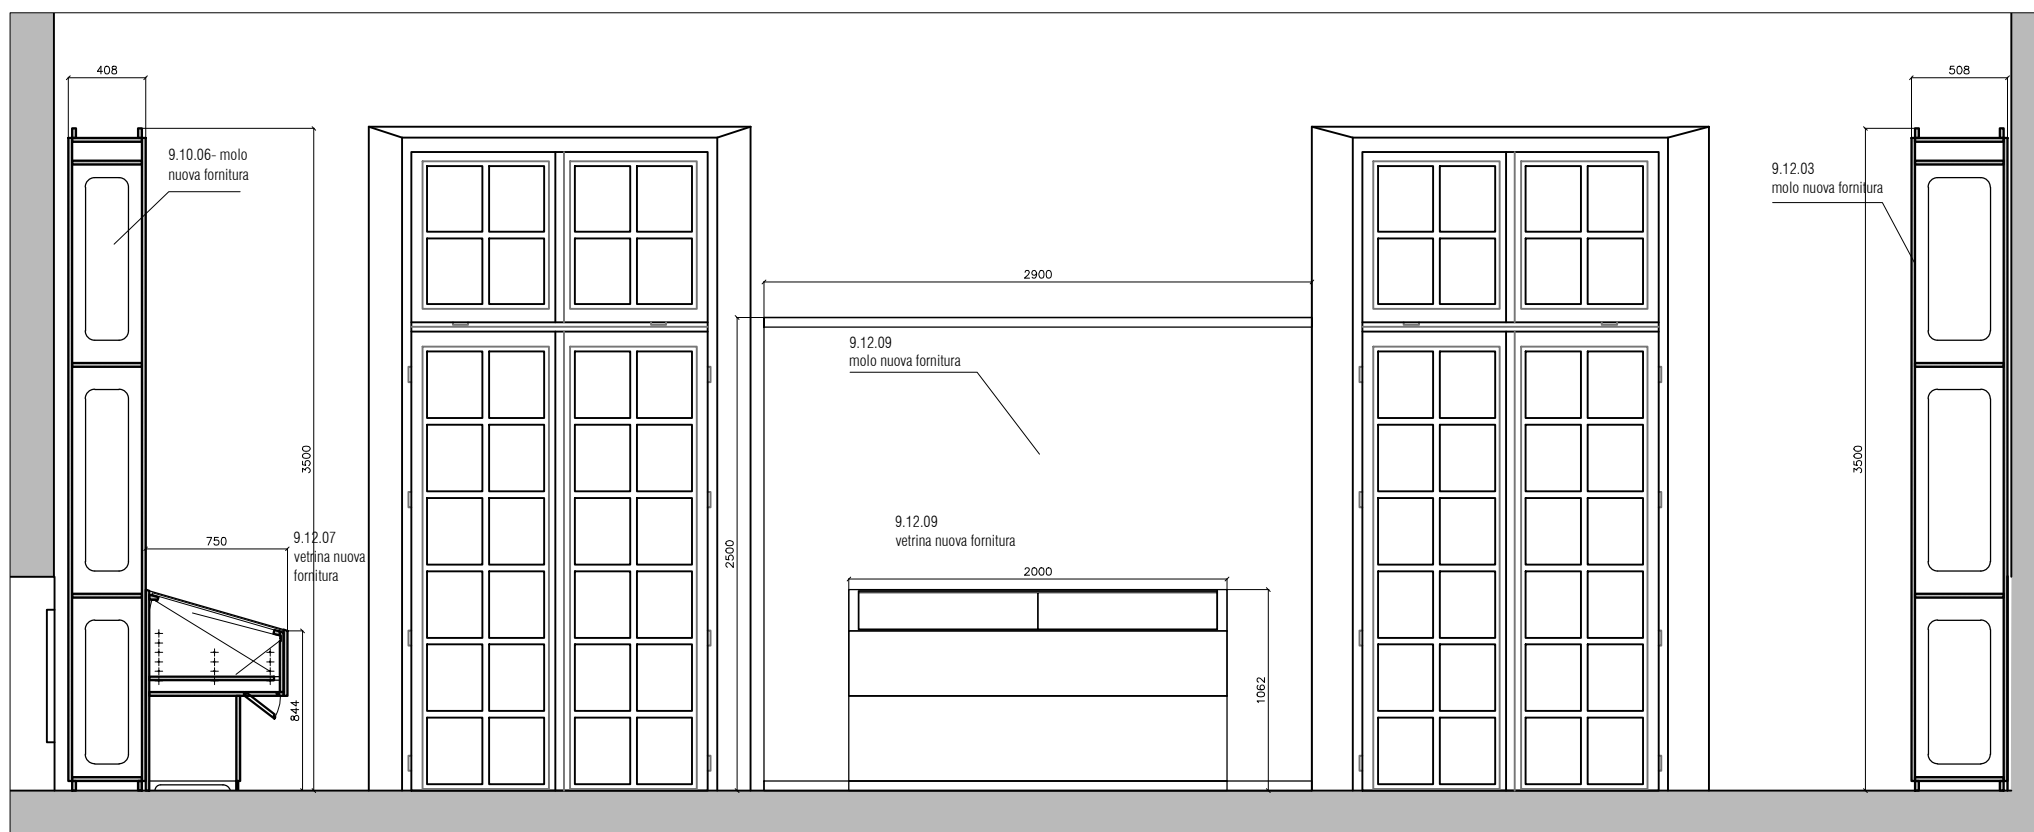 408
508
9.10.06- molo
nuova fornitura
9.12.03
molo nuova fornitura
2900
9.12.09
molo nuova fornitura
3500
3500
9.12.07
vetrina nuova
fornitura
750
2500
9.12.09
vetrina nuova fornitura
2000
1062
844